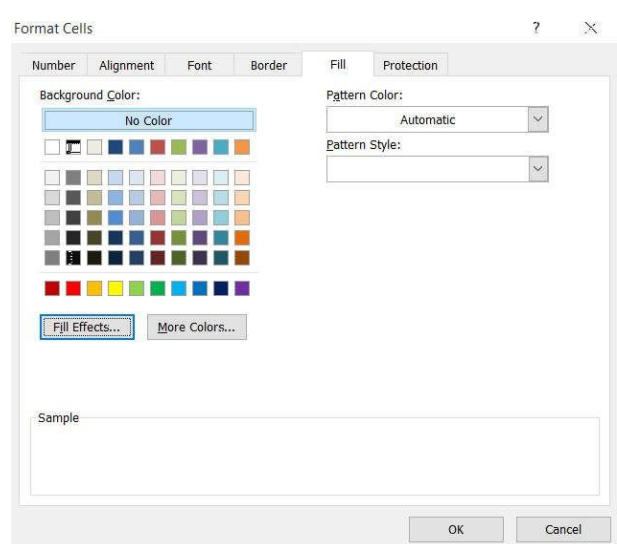 Format Cells ?
Number Alignment Font Border Fill Protection
Background Color: Pattern Color:
No Color Automatic
Pattern Style:
Fill Effects... More Colors...
Sample
OK Cancel